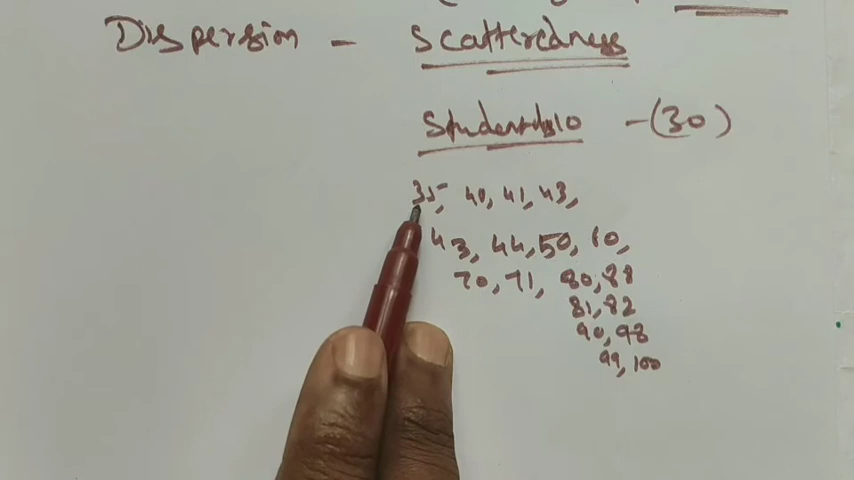 Dispersion - Scatteredness
-(30)
35, 40, 41, 43,
43, 44, 50, 60,
70, 71, 80, 88
81, 82
90, 98
99, 100